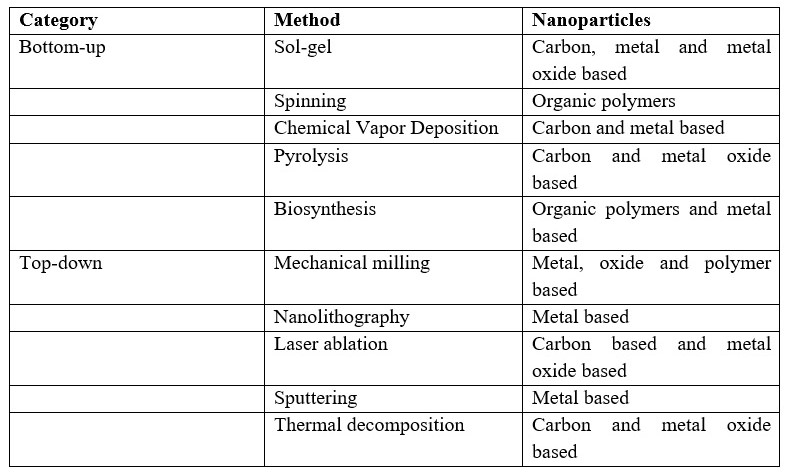 Category Method Nanoparticles
Bottom-up Sol-gel Carbon, metal and metal
oxide based
Spinning Organic polymers
Chemical Vapor Deposition Carbon and metal based
Pyrolysis Carbon and metal oxide
based
Biosynthesis Organic polymers and metal
based
Top-down Mechanical milling Metal, oxide and polymer
based
Nanolithography Metal based
Laser ablation Carbon based and metal
oxide based
Sputtering Metal based
Thermal decomposition Carbon and metal oxide
based